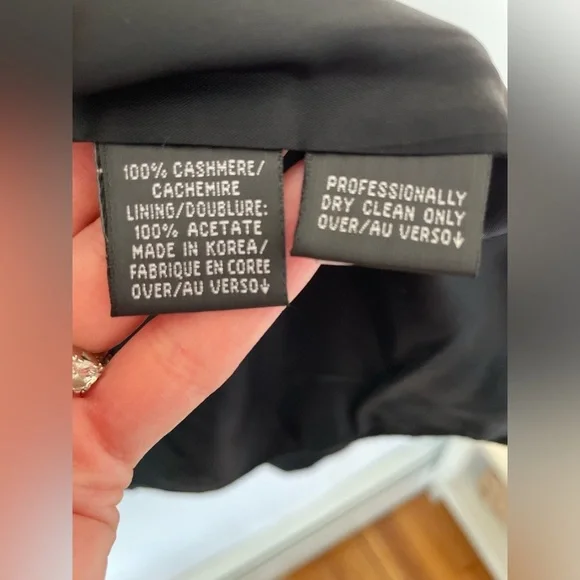 100% CASHMERE/
CACHEMIRE
LINING/DOUBLURE:
100% ACETATE
MADE IN KOREA/
FABRIQUE EN COREE
OVER/AU VERSO↓
PROFESSIONALLY
DRY CLEAN ONLY
OVER/AU VERSO↓